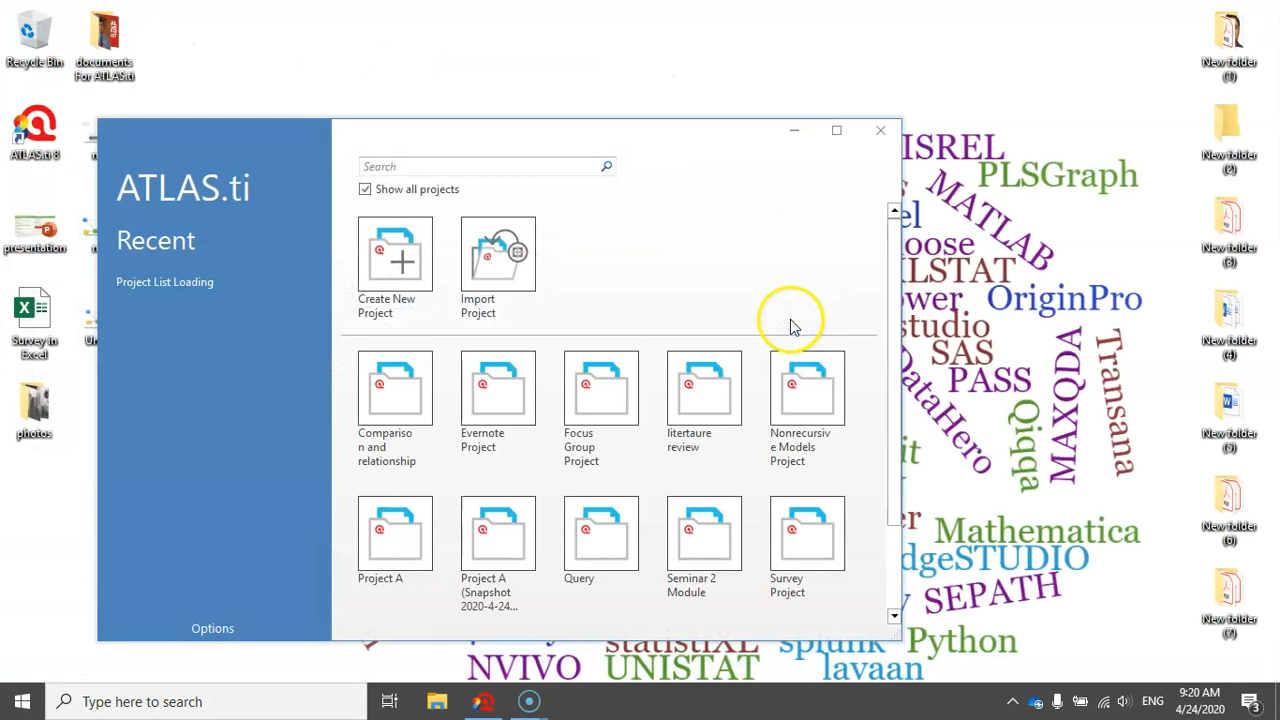 Recycle Bin
documents
For ATLAS.ti
ATLAS.ti 8
presentation
Survey in
Excel
photos
ATLAS.ti
Recent
Project List Loading
Options
Search
Show all projects
Create New
Project
Import
Project
Compariso
n and
relationship
Evernote
Project
Focus
Group
Project
litertaure
review
Nonrecursiv
e Models
Project
Project A
Project A
(Snapshot
2020-4-24...
Query
Seminar 2
Module
Survey
Project
ISREL
PLSGraph
MATLAB
OriginPro
SAS
PASS
MAXQDA
Transana
DataHero
Qiqqa
Mathematica
SEPATH
Python
splunk
lavaan
statistiXL
NVIVO
UNISTAT
New folder
(1)
New folder
(2)
New folder
(3)
New folder
(4)
New folder
(5)
New folder
(6)
New folder
(7)
Type here to search
ENG
9:20 AM
4/24/2020
3